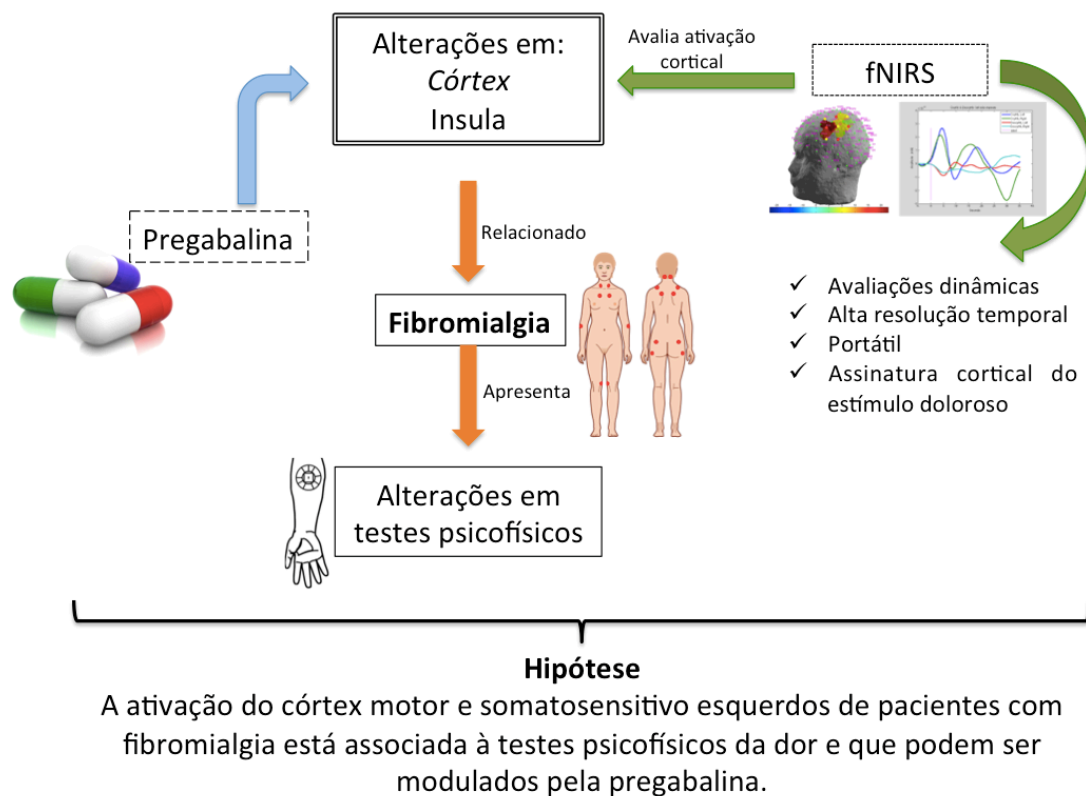 Alterações em:
Córtex
Insula
Avalia ativação
cortical
fNIRS
Pregabalina
Relacionado
Fibromialgia
Apresenta
✓ Avaliações dinâmicas
✓ Alta resolução temporal
✓ Portátil
✓ Assinatura cortical do
estímulo doloroso
Alterações em
testes psicofísicos
Hipótese
A ativação do córtex motor e somatosensitivo esquerdos de pacientes com
fibromialgia está associada à testes psicofísicos da dor e que podem ser
modulados pela pregabalina.